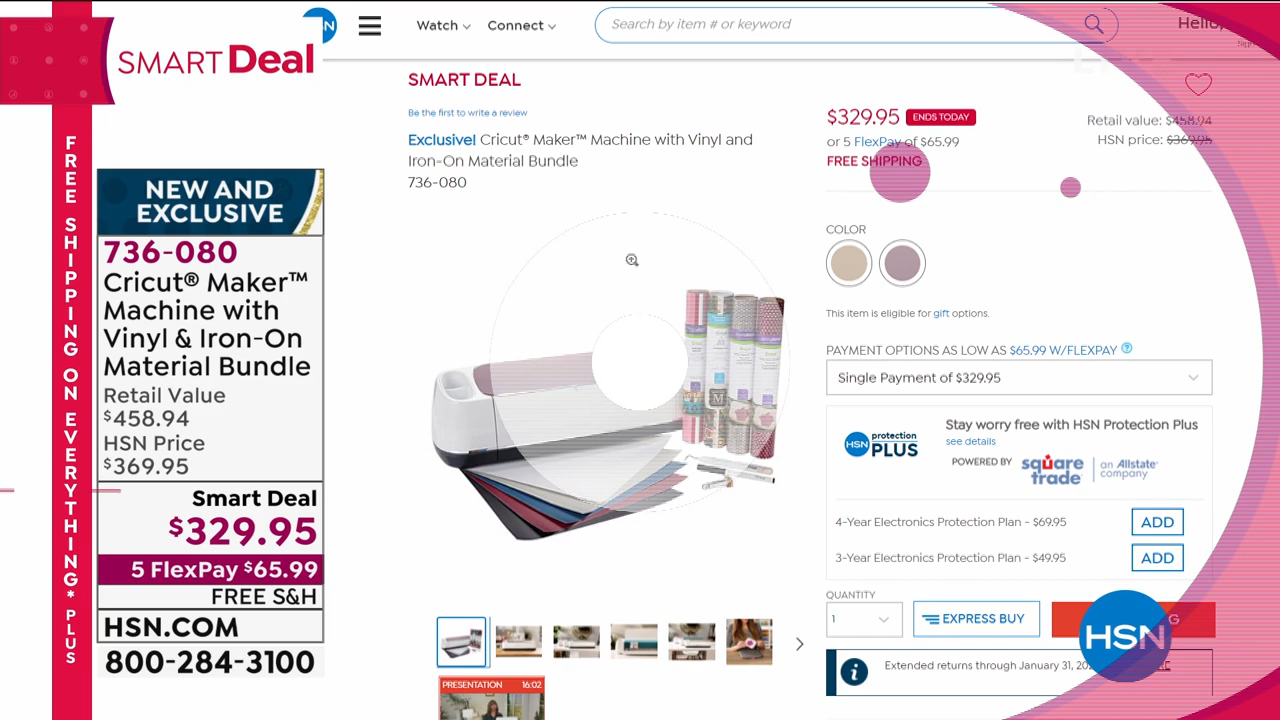 SMART Deal
FREE SHIPPING ON EVERYTHING* PLUS
NEW AND
EXCLUSIVE
736-080
Cricut® Maker™
Machine with
Vinyl & Iron-On
Material Bundle
Retail Value
$458.94
HSN Price
$369.95
Smart Deal
$329.95
5 FlexPay $65.99
FREE S&H
HSN.COM
800-284-3100
Watch
Connect
Search by item # or keyword
Hello,
SMART DEAL
Be the first to write a review
Exclusive! Cricut® Maker™ Machine with Vinyl and
Iron-On Material Bundle
736-080
PRESENTATION 16:02
$329.95 ENDS TODAY
or 5 FlexPay of $65.99
FREE SHIPPING
Retail value: $458.94
HSN price: $369.95
COLOR
This item is eligible for gift options.
PAYMENT OPTIONS AS LOW AS $65.99 W/FLEXPAY ?
Single Payment of $329.95
HSN protection PLUS
Stay worry free with HSN Protection Plus
see details
POWERED BY square trade an Allstate company
4-Year Electronics Protection Plan - $69.95 ADD
3-Year Electronics Protection Plan - $49.95 ADD
QUANTITY
1
EXPRESS BUY
G
HSN
i Extended returns through January 31, 20